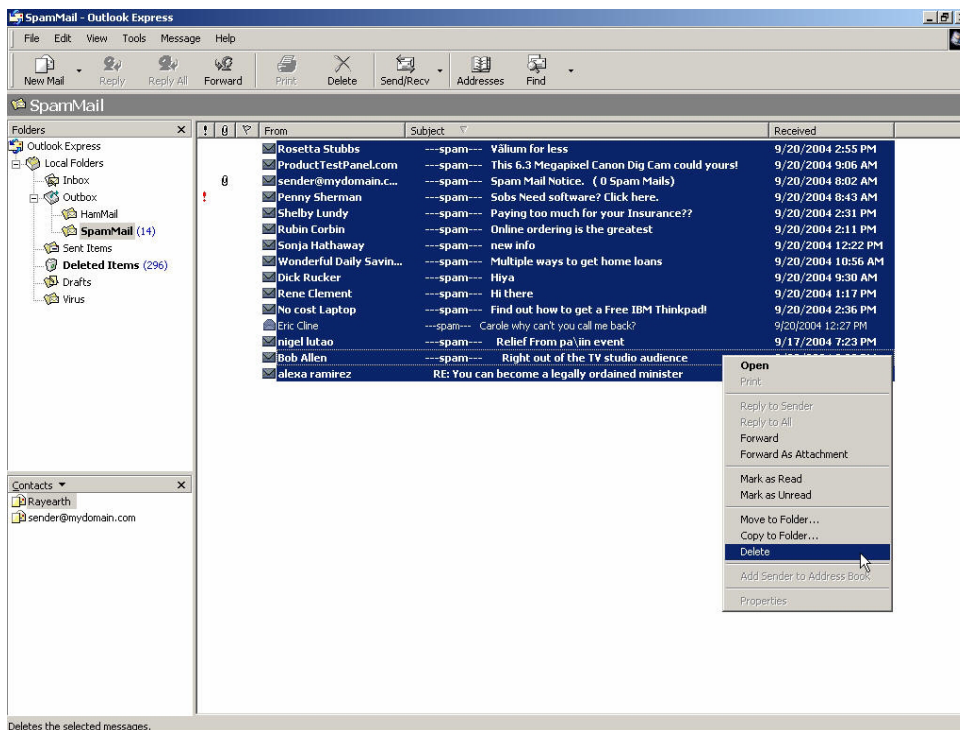 SpamMail - Outlook Express
File Edit View Tools Message Help
New Mail Reply Reply All Forward Print Delete Send/Recv Addresses Find
SpamMail
Folders
! From Subject Received
Outlook Express
Local Folders
Inbox
Outbox
HamMail
SpamMail (14)
Sent Items
Deleted Items (296)
Drafts
Virus
Rosetta Stubbs ---spam--- Vãlium for less 9/20/2004 2:55 PM
ProductTestPanel.com ---spam--- This 6.3 Megapixel Canon Dig Cam could yours! 9/20/2004 9:06 AM
sender@mydomain.c... ---spam--- Spam Mail Notice. ( 0 Spam Mails) 9/20/2004 8:02 AM
! Penny Sherman ---spam--- Sobs Need software? Click here. 9/20/2004 8:43 AM
Shelby Lundy ---spam--- Paying too much for your Insurance?? 9/20/2004 2:31 PM
Rubin Corbin ---spam--- Online ordering is the greatest 9/20/2004 2:11 PM
Sonja Hathaway ---spam--- new info 9/20/2004 12:22 PM
Wonderful Daily Savin... ---spam--- Multiple ways to get home loans 9/20/2004 10:56 AM
Dick Rucker ---spam--- Hiya 9/20/2004 9:30 AM
Rene Clement ---spam--- Hi there 9/20/2004 1:17 PM
No cost Laptop ---spam--- Find out how to get a Free IBM Thinkpad! 9/20/2004 2:36 PM
Eric Cline ---spam--- Carole why can't you call me back? 9/20/2004 12:27 PM
nigel lutao ---spam--- Relief From pa\iin event 9/17/2004 7:23 PM
Bob Allen ---spam--- Right out of the TV studio audience
alexa ramirez RE: You can become a legally ordained minister
Open
Print
Reply to Sender
Reply to All
Forward
Forward As Attachment
Mark as Read
Mark as Unread
Move to Folder...
Copy to Folder...
Delete
Add Sender to Address Book
Properties
Contacts
Rayearth
sender@mydomain.com
Deletes the selected messages.